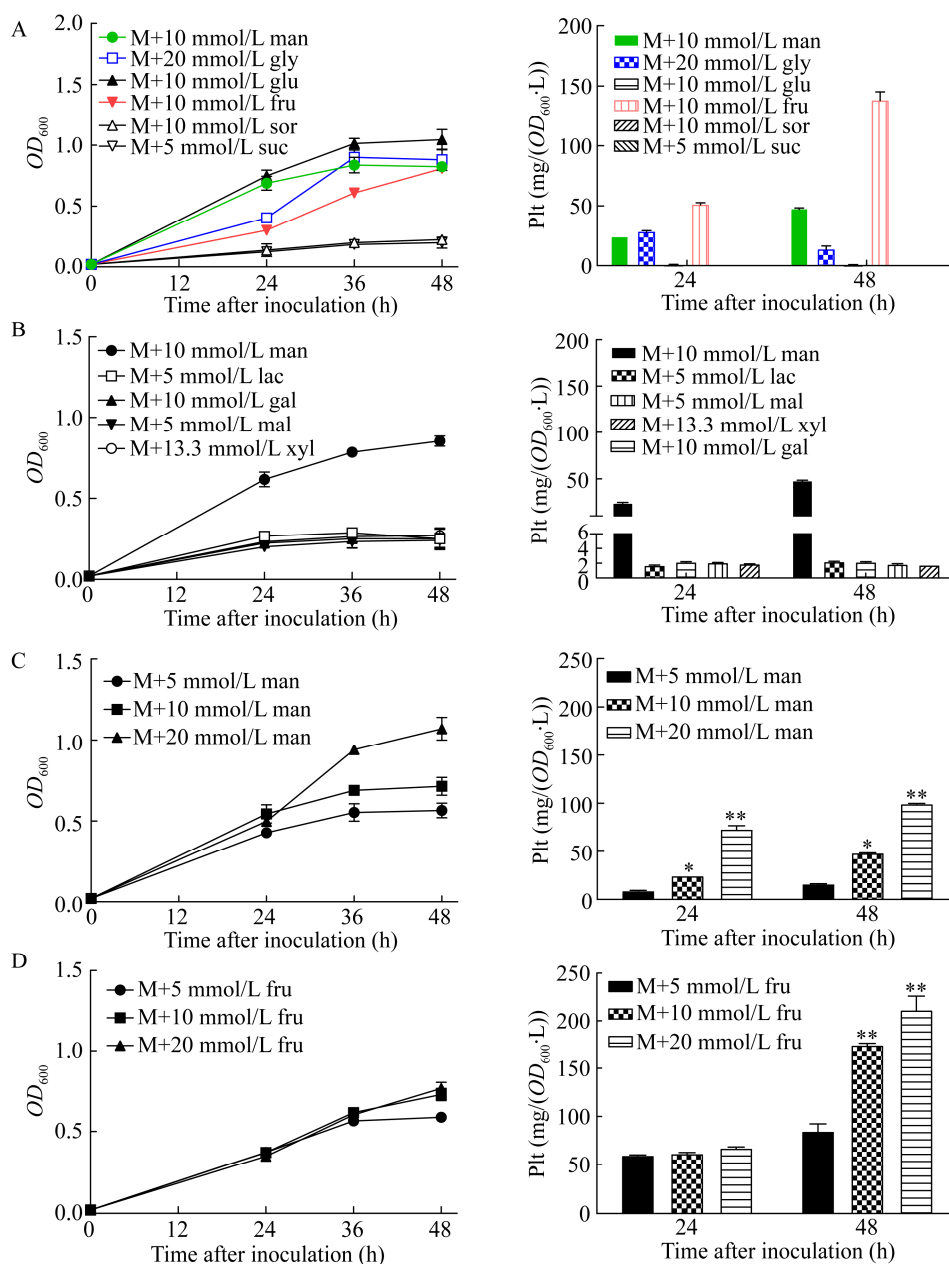 A
2.0
1.5
1.0
0.5
0.0
OD600
M+10 mmol/L man
M+20 mmol/L gly
M+10 mmol/L glu
M+10 mmol/L fru
M+10 mmol/L sor
M+5 mmol/L suc
0 12 24 36 48
Time after inoculation (h)
200
150
100
50
0
Plt (mg/(OD600·L))
M+10 mmol/L man
M+20 mmol/L gly
M+10 mmol/L glu
M+10 mmol/L fru
M+10 mmol/L sor
M+5 mmol/L suc
24 48
Time after inoculation (h)
B
1.5
1.0
0.5
0.0
OD600
M+10 mmol/L man
M+5 mmol/L lac
M+10 mmol/L gal
M+5 mmol/L mal
M+13.3 mmol/L xyl
0 12 24 36 48
Time after inoculation (h)
200
150
100
50
6
4
2
0
Plt (mg/(OD600·L))
M+10 mmol/L man
M+5 mmol/L lac
M+5 mmol/L mal
M+13.3 mmol/L xyl
M+10 mmol/L gal
24 48
Time after inoculation (h)
C
1.5
1.0
0.5
0.0
OD600
M+5 mmol/L man
M+10 mmol/L man
M+20 mmol/L man
0 12 24 36 48
Time after inoculation (h)
250
200
150
100
50
0
Plt (mg/(OD600·L))
M+5 mmol/L man
M+10 mmol/L man
M+20 mmol/L man
* ** * **
24 48
Time after inoculation (h)
D
1.5
1.0
0.5
0.0
OD600
M+5 mmol/L fru
M+10 mmol/L fru
M+20 mmol/L fru
0 12 24 36 48
Time after inoculation (h)
250
200
150
100
50
0
Plt (mg/(OD600·L))
M+5 mmol/L fru
M+10 mmol/L fru
M+20 mmol/L fru
** **
24 48
Time after inoculation (h)